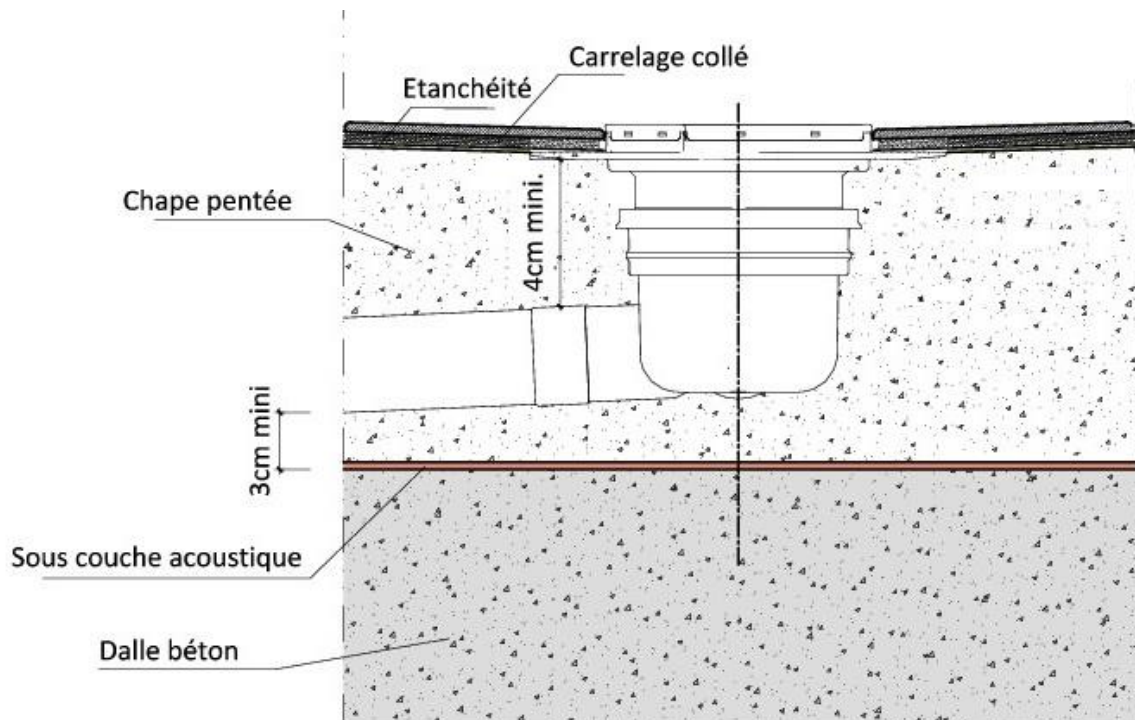 Carrelage collé
Etanchéité
Chape pentée
4cm mini.
3cm mini
Sous couche acoustique
Dalle béton